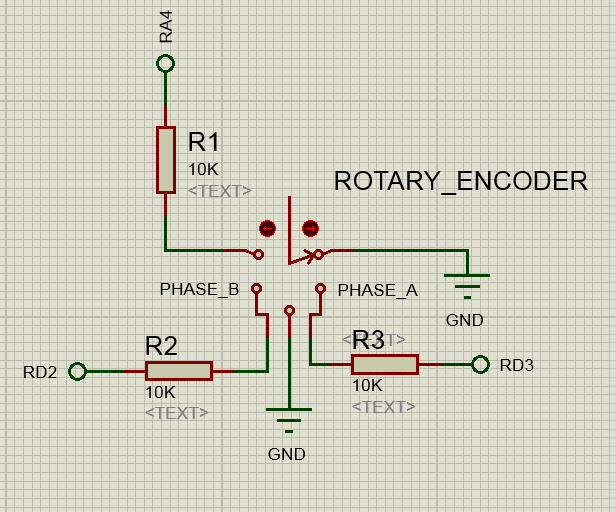 RA4
R1
10K
<TEXT>
ROTARY_ENCODER
PHASE_B
PHASE_A
GND
R2
10K
<TEXT>
RD2
<TEXT>
R3
10K
<TEXT>
RD3
GND